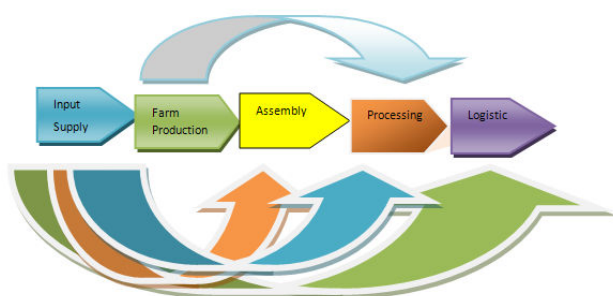 Input
Supply
Farm
Production
Assembly
Processing
Logistic